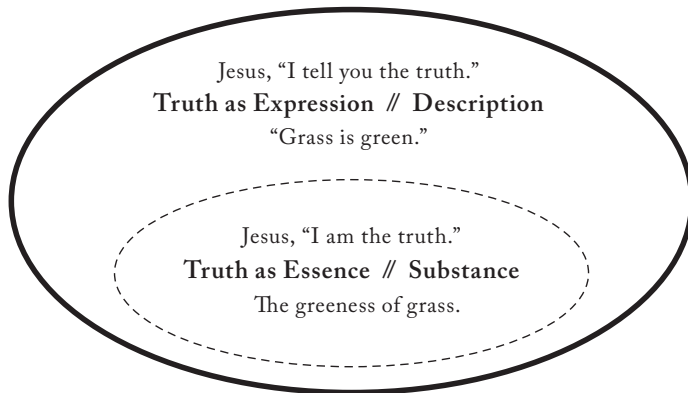 Jesus, “I tell you the truth.”
Truth as Expression // Description
“Grass is green.”
Jesus, “I am the truth.”
Truth as Essence // Substance
The greeness of grass.